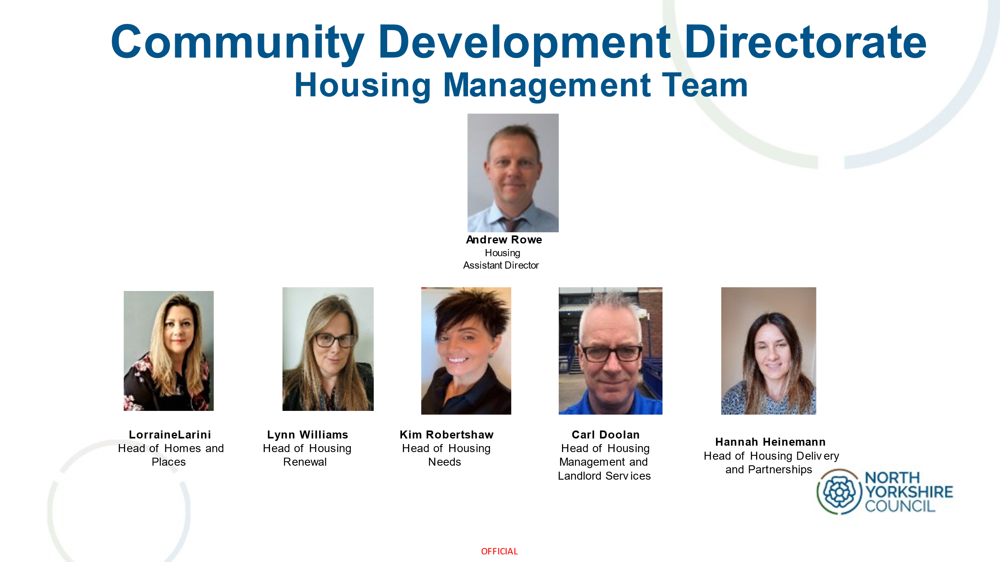 Community Development Directorate
Housing Management Team
Andrew Rowe
Housing
Assistant Director
LorraineLarini
Head of Homes and
Places
Lynn Williams
Head of Housing
Renewal
Kim Robertshaw
Head of Housing
Needs
Carl Doolan
Head of Housing
Management and
Landlord Services
Hannah Heinemann
Head of Housing Delivery
and Partnerships
NORTH
YORKSHIRE
COUNCIL
OFFICIAL